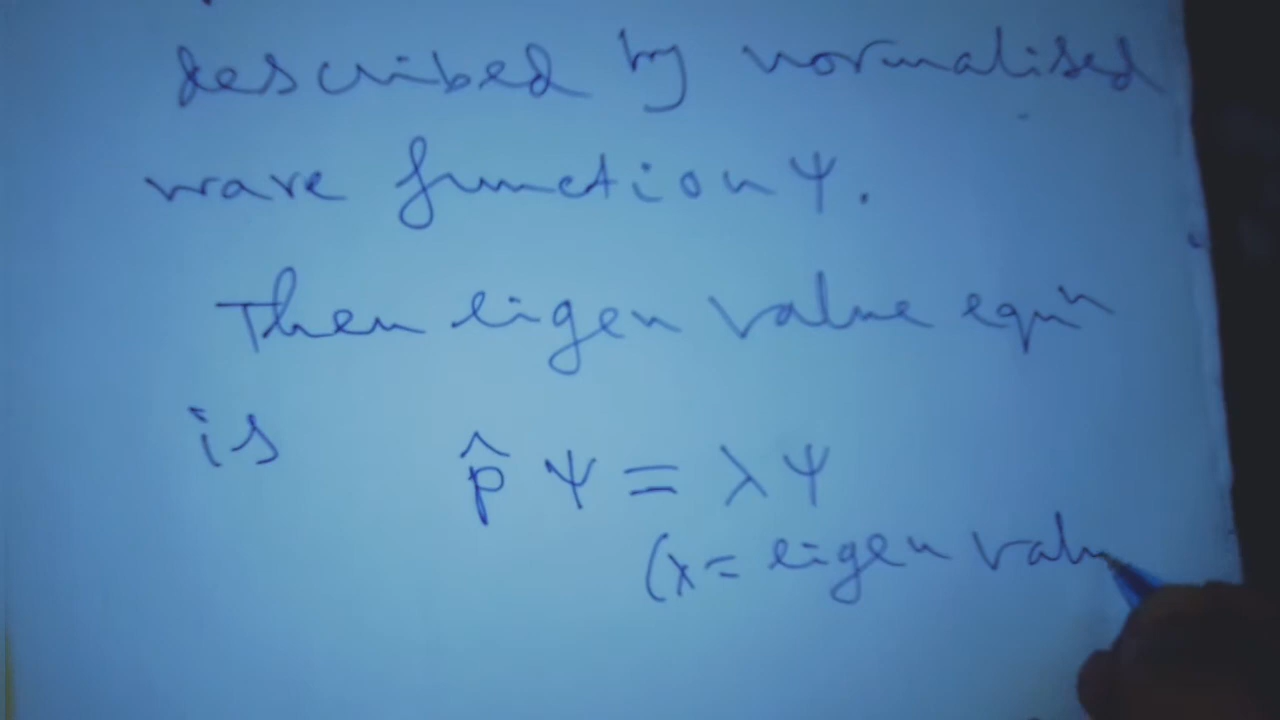 described by normalised
wave function ψ.
Then eigen value eqn
is p̂ ψ = λ ψ
(λ = eigen valu